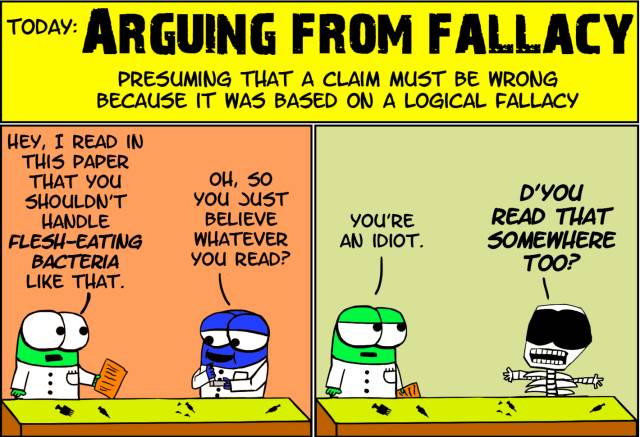 TODAY: ARGUING FROM FALLACY
PRESUMING THAT A CLAIM MUST BE WRONG
BECAUSE IT WAS BASED ON A LOGICAL FALLACY
HEY, I READ IN
THIS PAPER
THAT YOU
SHOULDN'T
HANDLE
FLESH-EATING
BACTERIA
LIKE THAT.
OH, SO
YOU JUST
BELIEVE
WHATEVER
YOU READ?
YOU'RE
AN IDIOT.
D'YOU
READ THAT
SOMEWHERE
TOO?